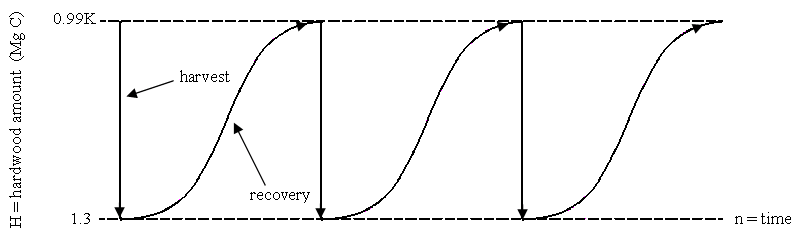 H = hardwood amount (Mg C)
0.99K
harvest
recovery
1.3
n = time